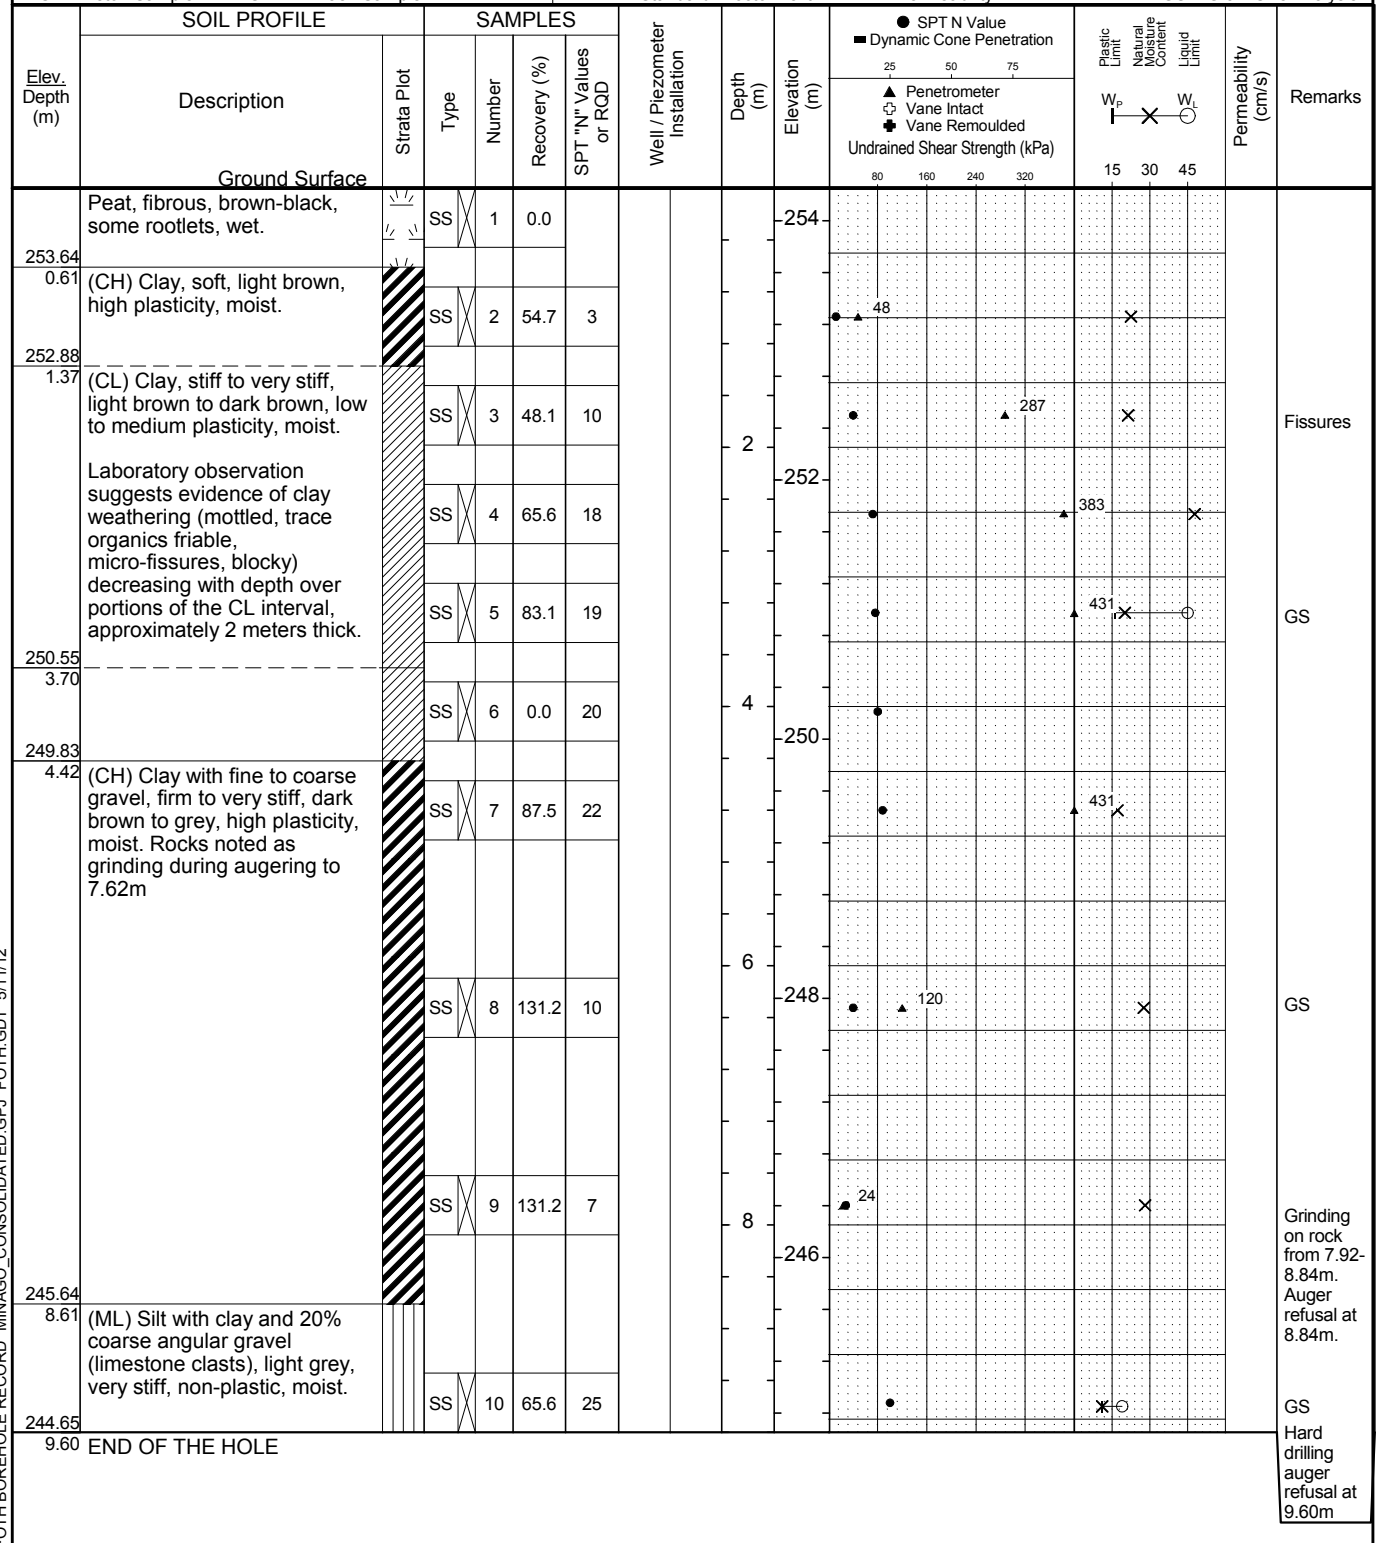 SOIL PROFILE
SAMPLES
Elev.
Depth
(m)
Description
Ground Surface
Strata Plot
Type
Number
Recovery (%)
SPT "N" Values
or RQD
Well / Piezometer
Installation
Depth
(m)
Elevation
(m)
SPT N Value
Dynamic Cone Penetration
25 50 75
Penetrometer
Vane Intact
Vane Remoulded
Undrained Shear Strength (kPa)
80 160 240 320
Plastic
Limit
Natural
Moisture
Content
Liquid
Limit
WP WL
15 30 45
Permeability
(cm/s)
Remarks
Peat, fibrous, brown-black,
some rootlets, wet.
253.64
0.61
(CH) Clay, soft, light brown,
high plasticity, moist.
252.88
1.37
(CL) Clay, stiff to very stiff,
light brown to dark brown, low
to medium plasticity, moist.
Laboratory observation
suggests evidence of clay
weathering (mottled, trace
organics friable,
micro-fissures, blocky)
decreasing with depth over
portions of the CL interval,
approximately 2 meters thick.
250.55
3.70
249.83
4.42
(CH) Clay with fine to coarse
gravel, firm to very stiff, dark
brown to grey, high plasticity,
moist. Rocks noted as
grinding during augering to
7.62m
245.64
8.61
(ML) Silt with clay and 20%
coarse angular gravel
(limestone clasts), light grey,
very stiff, non-plastic, moist.
244.65
9.60
END OF THE HOLE
SS 1 0.0
SS 2 54.7 3
SS 3 48.1 10
SS 4 65.6 18
SS 5 83.1 19
SS 6 0.0 20
SS 7 87.5 22
SS 8 131.2 10
SS 9 131.2 7
SS 10 65.6 25
2
4
6
8
254
252
250
248
246
48
287
383
431
431
120
24
Fissures
GS
GS
Grinding
on rock
from 7.92-
8.84m.
Auger
refusal at
8.84m.
GS
Hard
drilling
auger
refusal at
9.60m